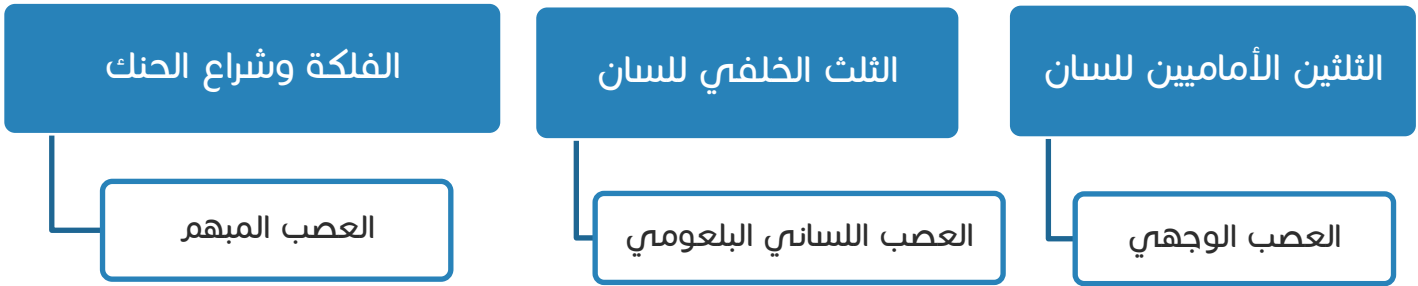 الثلثين الأماميين للسان
العصب الوجهي
الثلث الخلفي للسان
العصب اللساني البلعومي
الفلكة وشراع الحنك
العصب المبهم